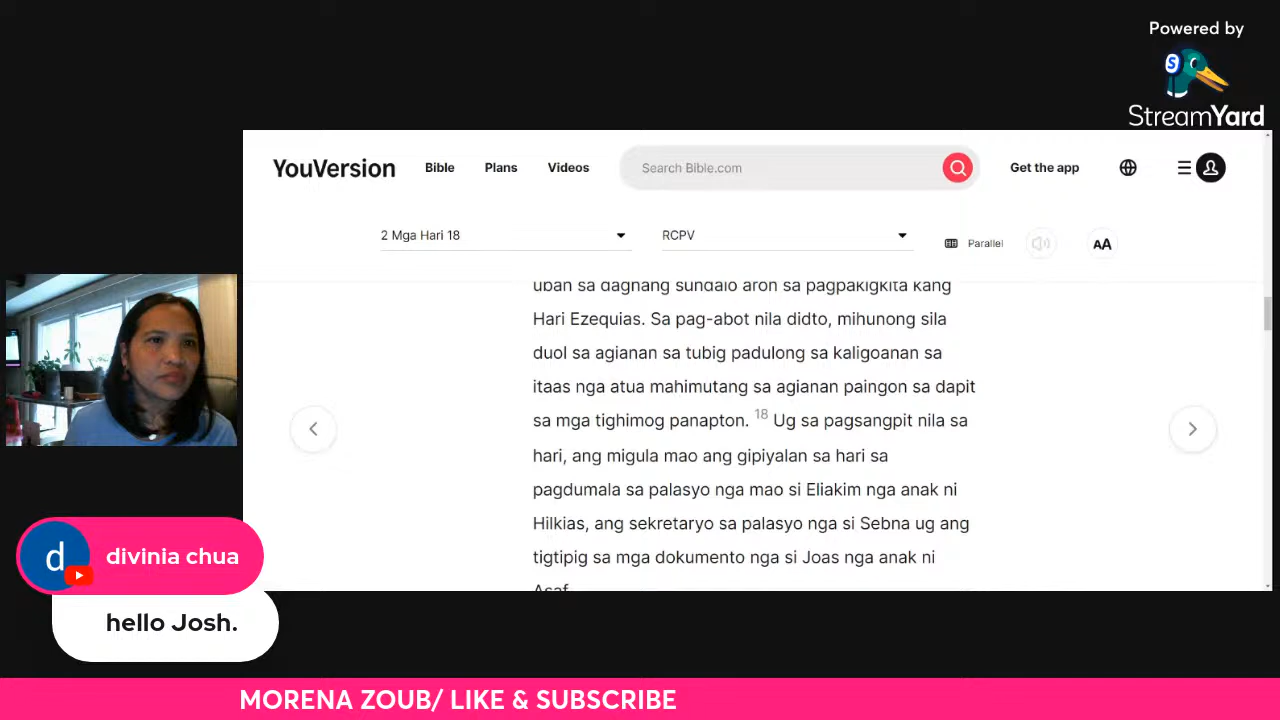 Powered by
S
StreamYard
YouVersion
Bible
Plans
Videos
Search Bible.com
Get the app
2 Mga Hari 18
RCPV
Parallel
AA
uban sa daghang sundalo aron sa pagpakigkita kang
Hari Ezequias. Sa pag-abot nila didto, mihunong sila
duol sa agianan sa tubig padulong sa kaligoanan sa
itaas nga atua mahimutang sa agianan paingon sa dapit
sa mga tighimog panapton. 18 Ug sa pagsangpit nila sa
hari, ang migula mao ang gipiyalan sa hari sa
pagdumala sa palasyo nga mao si Eliakim nga anak ni
Hilkias, ang sekretaryo sa palasyo nga si Sebna ug ang
tigtipig sa mga dokumento nga si Joas nga anak ni
Asaf.
d
divinia chua
hello Josh.
MORENA ZOUB/ LIKE & SUBSCRIBE